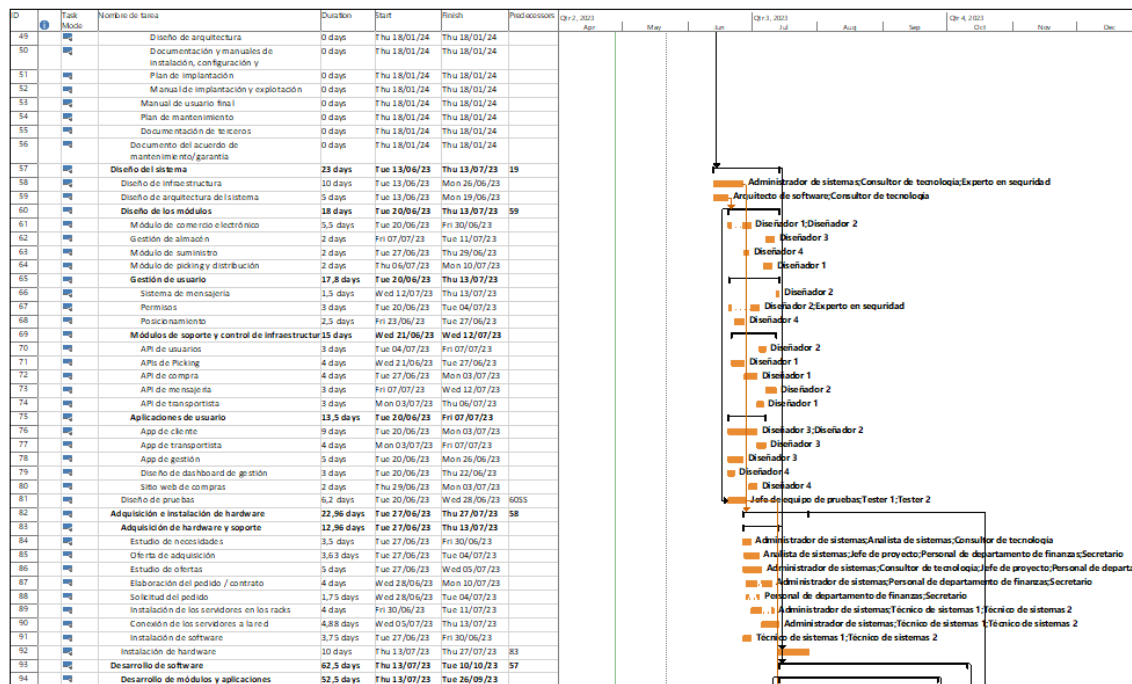 ID Task Mode Nombre de tarea Duration Start Finish Predecessors Qtr 2, 2023 Qtr 3, 2023 Qtr 4, 2023
Apr May Jun Jul Aug Sep Oct Nov Dec
49 Diseño de arquitectura 0 days Thu 18/01/24 Thu 18/01/24
50 Documentación y manuales de instalación, configuración y 0 days Thu 18/01/24 Thu 18/01/24
51 Plan de implantación 0 days Thu 18/01/24 Thu 18/01/24
52 Manual de implantación y explotación 0 days Thu 18/01/24 Thu 18/01/24
53 Manual de usuario final 0 days Thu 18/01/24 Thu 18/01/24
54 Plan de mantenimiento 0 days Thu 18/01/24 Thu 18/01/24
55 Documentación de terceros 0 days Thu 18/01/24 Thu 18/01/24
56 Documento del acuerdo de mantenimiento/garantía 0 days Thu 18/01/24 Thu 18/01/24
57 Diseño del sistema 23 days Tue 13/06/23 Thu 13/07/23 19
58 Diseño de infraestructura 10 days Tue 13/06/23 Mon 26/06/23 Administrador de sistemas;Consultor de tecnología;Experto en seguridad
59 Diseño de arquitectura del sistema 5 days Tue 13/06/23 Mon 19/06/23 Arquitecto de software;Consultor de tecnología
60 Diseño de los módulos 18 days Tue 20/06/23 Thu 13/07/23 59
61 Módulo de comercio electrónico 5,5 days Tue 20/06/23 Fri 30/06/23 Diseñador 1;Diseñador 2
62 Gestión de almacén 2 days Fri 07/07/23 Tue 11/07/23 Diseñador 3
63 Módulo de suministro 2 days Tue 27/06/23 Thu 29/06/23 Diseñador 4
64 Módulo de picking y distribución 2 days Thu 06/07/23 Mon 10/07/23 Diseñador 1
65 Gestión de usuario 17,8 days Tue 20/06/23 Thu 13/07/23
66 Sistema de mensajería 1,5 days Wed 12/07/23 Thu 13/07/23 Diseñador 2
67 Permisos 3 days Tue 20/06/23 Tue 04/07/23 Diseñador 2;Experto en seguridad
68 Posicionamiento 2,5 days Fri 23/06/23 Tue 27/06/23 Diseñador 4
69 Módulos de soporte y control de infraestructur 15 days Wed 21/06/23 Wed 12/07/23
70 API de usuarios 3 days Tue 04/07/23 Fri 07/07/23 Diseñador 2
71 APIs de Picking 4 days Wed 21/06/23 Tue 27/06/23 Diseñador 1
72 API de compra 4 days Tue 27/06/23 Mon 03/07/23 Diseñador 1
73 API de mensajería 3 days Fri 07/07/23 Wed 12/07/23 Diseñador 2
74 API de transportista 3 days Mon 03/07/23 Thu 06/07/23 Diseñador 1
75 Aplicaciones de usuario 13,5 days Tue 20/06/23 Fri 07/07/23
76 App de cliente 9 days Tue 20/06/23 Mon 03/07/23 Diseñador 3;Diseñador 2
77 App de transportista 4 days Mon 03/07/23 Fri 07/07/23 Diseñador 3
78 App de gestión 5 days Tue 20/06/23 Mon 26/06/23 Diseñador 3
79 Diseño de dashboard de gestión 3 days Tue 20/06/23 Thu 22/06/23 Diseñador 4
80 Sitio web de compras 2 days Thu 29/06/23 Mon 03/07/23 Diseñador 4
81 Diseño de pruebas 6,2 days Tue 20/06/23 Wed 28/06/23 60SS Jefe de equipo de pruebas;Tester 1;Tester 2
82 Adquisición e instalación de hardware 22,96 days Tue 27/06/23 Thu 27/07/23 58
83 Adquisición de hardware y soporte 12,96 days Tue 27/06/23 Thu 13/07/23
84 Estudio de necesidades 3,5 days Tue 27/06/23 Fri 30/06/23 Administrador de sistemas;Analista de sistemas;Consultor de tecnología
85 Oferta de adquisición 3,63 days Tue 27/06/23 Tue 04/07/23 Analista de sistemas;Jefe de proyecto;Personal de departamento de finanzas;Secretario
86 Estudio de ofertas 5 days Tue 27/06/23 Wed 05/07/23 Administrador de sistemas;Consultor de tecnología;Jefe de proyecto;Personal de departa
87 Elaboración del pedido / contrato 4 days Wed 28/06/23 Mon 10/07/23 Administrador de sistemas;Personal de departamento de finanzas;Secretario
88 Solicitud del pedido 1,75 days Wed 28/06/23 Tue 04/07/23 Personal de departamento de finanzas;Secretario
89 Instalación de los servidores en los racks 4 days Fri 30/06/23 Tue 11/07/23 Administrador de sistemas;Técnico de sistemas 1;Técnico de sistemas 2
90 Conexión de los servidores a la red 4,88 days Wed 05/07/23 Thu 13/07/23 Administrador de sistemas;Técnico de sistemas 1;Técnico de sistemas 2
91 Instalación de software 3,75 days Tue 27/06/23 Fri 30/06/23 Técnico de sistemas 1;Técnico de sistemas 2
92 Instalación de hardware 10 days Thu 13/07/23 Thu 27/07/23 83
93 Desarrollo de software 62,5 days Thu 13/07/23 Tue 10/10/23 57
94 Desarrollo de módulos y aplicaciones 52,5 days Thu 13/07/23 Tue 26/09/23